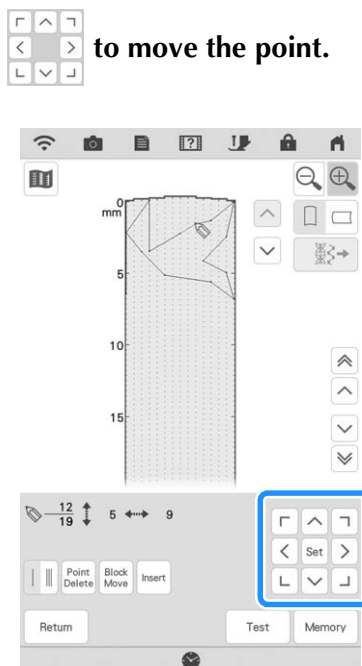 to move the point.
0
mm
5
10
15
12
19
5
9
Set
Point
Delete
Block
Move
Insert
Return
Test
Memory